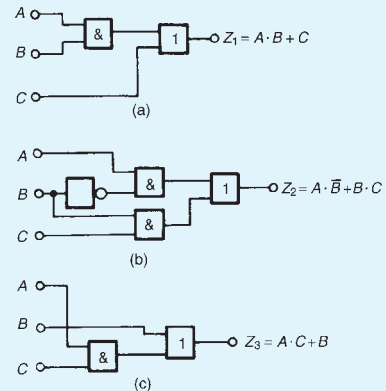 A
&
B
1
Z₁ = A·B + C
C
(a)
A
&
B
1
Z₂ = A·B̅ + B·C
&
C
(b)
A
B
1
Z₃ = A·C + B
&
C
(c)